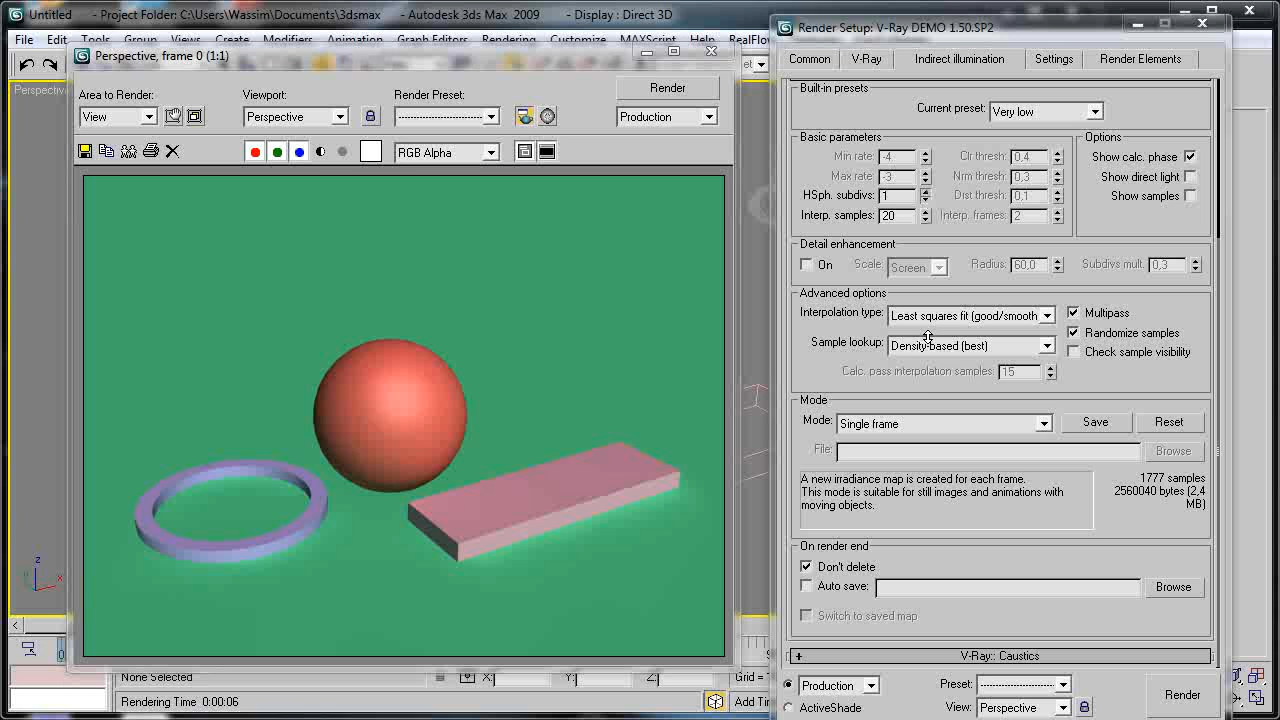 Untitled - Project Folder: C:\Users\Wassim\Documents\3dsmax - Autodesk 3ds Max 2009 - Display : Direct 3D
File Edit Tools Group Views Create Modifiers Animation Graph Editors Rendering Customize MAXScript RealFlow
Perspective, frame 0 (1:1)
Area to Render:
View
Viewport:
Perspective
Render Preset:
Render
Production
RGB Alpha
z
x
None Selected
X:
Y:
Z:
Grid =
Rendering Time 0:00:06
Add Tim
Render Setup: V-Ray DEMO 1.50.SP2
Common V-Ray Indirect illumination Settings Render Elements
Built-in presets
Current preset: Very low
Basic parameters
Min rate: -4 Clr thresh: 0,4
Max rate: -3 Nrm thresh: 0,3
HSph. subdivs: 1 Dist thresh: 0,1
Interp. samples: 20 Interp. frames: 2
Options
Show calc. phase
Show direct light
Show samples
Detail enhancement
On Scale: Screen Radius: 60,0 Subdivs mult. 0,3
Advanced options
Interpolation type: Least squares fit (good/smooth
Sample lookup: Density-based (best)
Calc. pass interpolation samples: 15
Multipass
Randomize samples
Check sample visibility
Mode
Mode: Single frame Save Reset
File: Browse
A new irradiance map is created for each frame.
This mode is suitable for still images and animations with
moving objects.
1777 samples
2560040 bytes (2,4
MB)
On render end
Don't delete
Auto save: Browse
Switch to saved map
+ V-Ray:: Caustics
Production Preset:
ActiveShade View: Perspective
Render